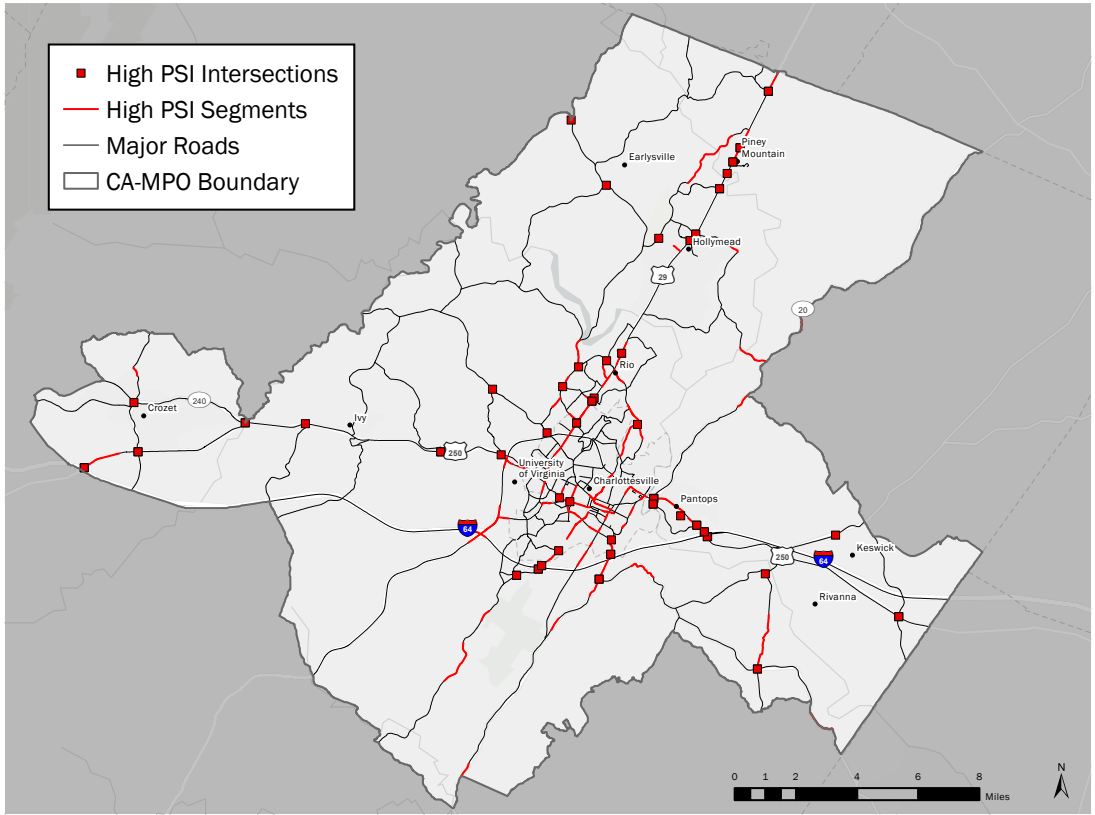 High PSI Intersections
High PSI Segments
Major Roads
CA-MPO Boundary
Piney
Mountain
Earlysville
Hollymead
29
20
Rio
240
Crozet
Ivy
250
University
of Virginia
Charlottesville
Pantops
64
250
64
Keswick
Rivanna
0 1 2 4 6 8
Miles
N